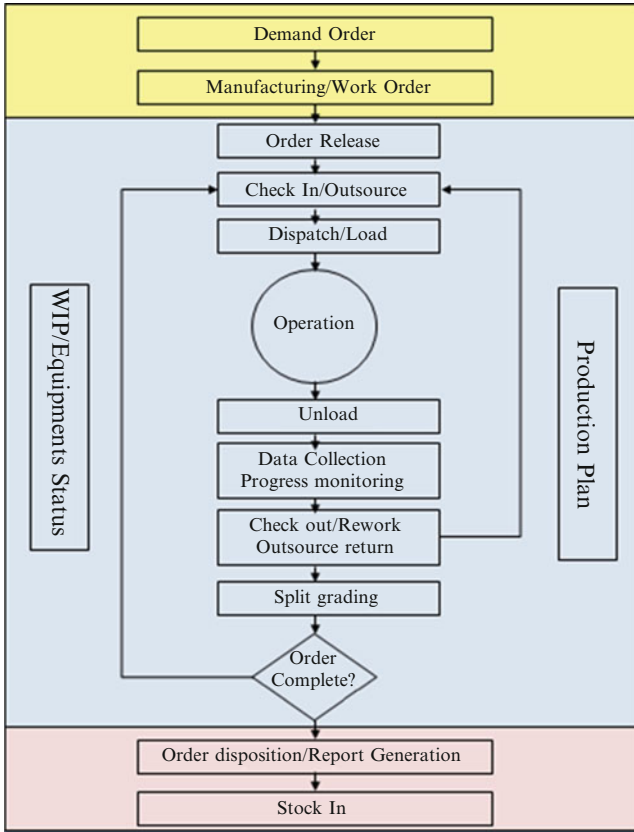 Demand Order
Manufacturing/Work Order
Order Release
Check In/Outsource
Dispatch/Load
Operation
WIP/Equipments Status
Production Plan
Unload
Data Collection
Progress monitoring
Check out/Rework
Outsource return
Split grading
Order
Complete?
Order disposition/Report Generation
Stock In